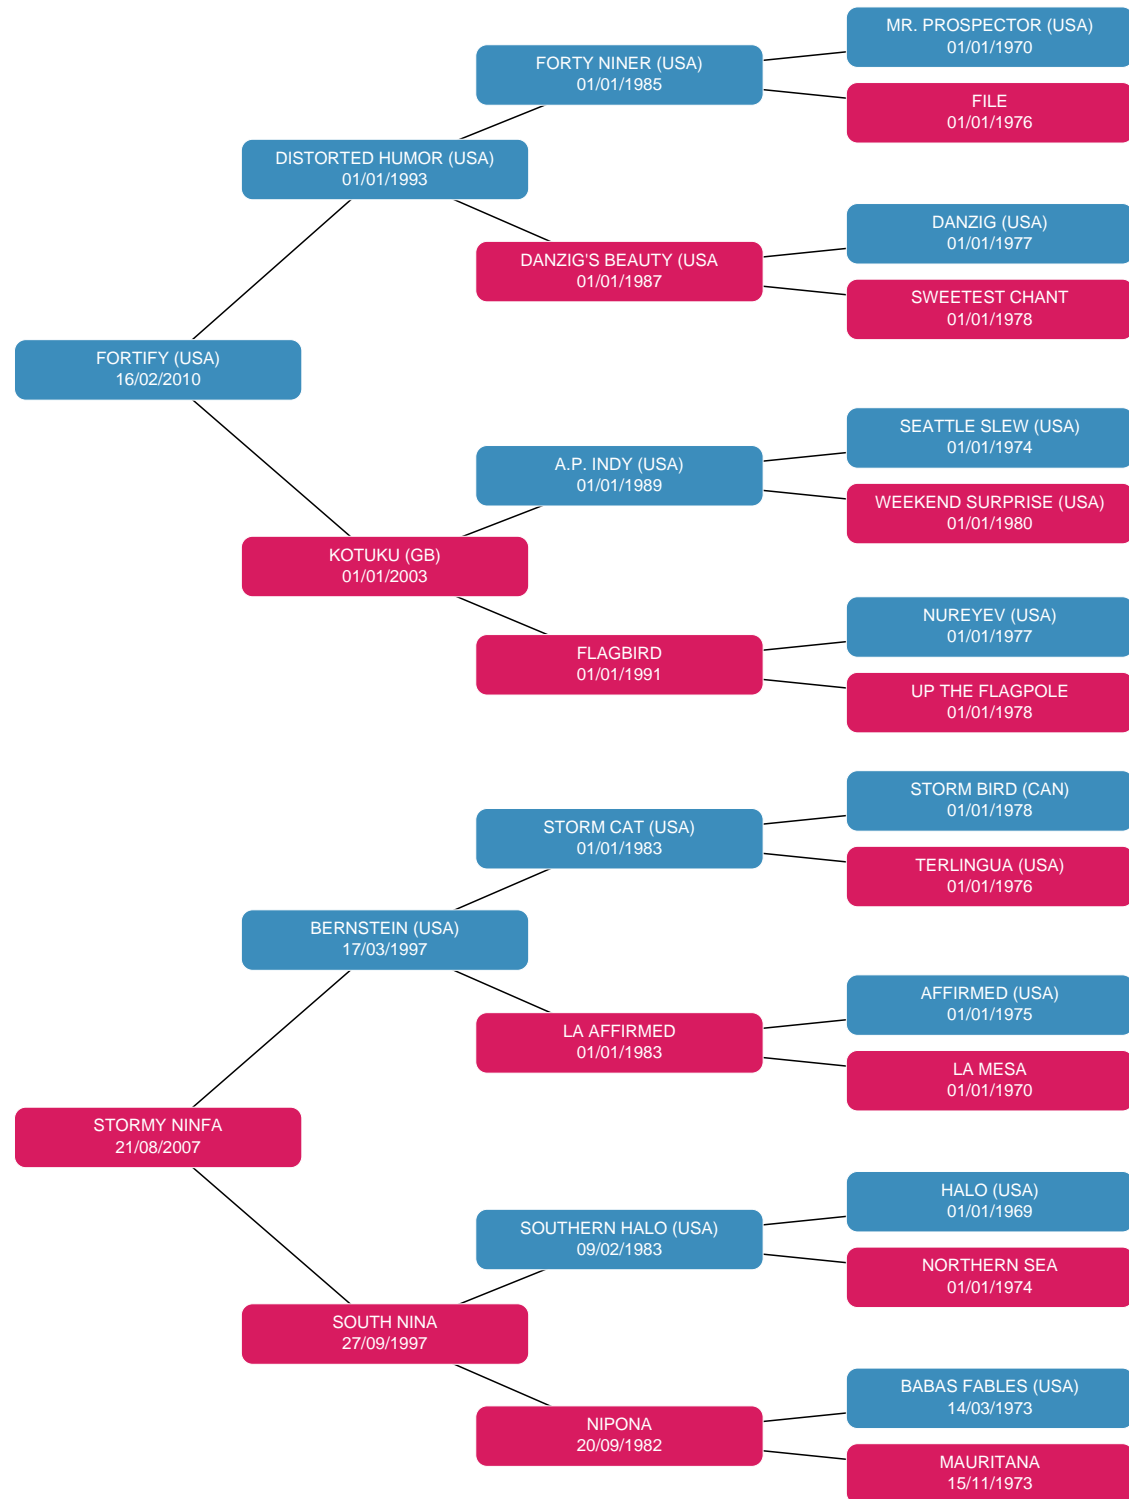 MR. PROSPECTOR (USA)
01/01/1970
FORTY NINER (USA)
01/01/1985
FILE
01/01/1976
DISTORTED HUMOR (USA)
01/01/1993
DANZIG (USA)
01/01/1977
DANZIG'S BEAUTY (USA
01/01/1987
SWEETEST CHANT
01/01/1978
FORTIFY (USA)
16/02/2010
SEATTLE SLEW (USA)
01/01/1974
A.P. INDY (USA)
01/01/1989
WEEKEND SURPRISE (USA)
01/01/1980
KOTUKU (GB)
01/01/2003
NUREYEV (USA)
01/01/1977
FLAGBIRD
01/01/1991
UP THE FLAGPOLE
01/01/1978
STORM BIRD (CAN)
01/01/1978
STORM CAT (USA)
01/01/1983
TERLINGUA (USA)
01/01/1976
BERNSTEIN (USA)
17/03/1997
AFFIRMED (USA)
01/01/1975
LA AFFIRMED
01/01/1983
LA MESA
01/01/1970
STORMY NINFA
21/08/2007
HALO (USA)
01/01/1969
SOUTHERN HALO (USA)
09/02/1983
NORTHERN SEA
01/01/1974
SOUTH NINA
27/09/1997
BABAS FABLES (USA)
14/03/1973
NIPONA
20/09/1982
MAURITANA
15/11/1973